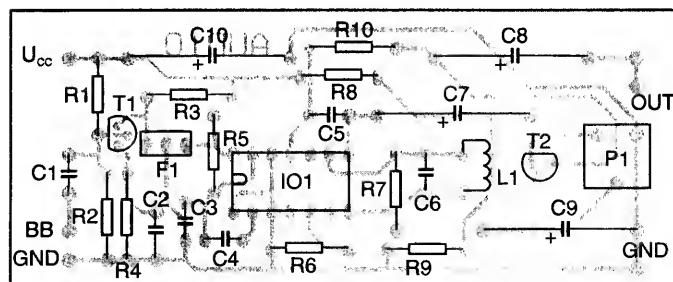 C10
R10
C8
Ucc
+
R1
T1
R3
R8
C7
OUT
C5
+
R5
F1
T2
P1
C1
IO1
L1
R7
C6
R2
C2
C3
C9
BB
C4
+
GND
R4
R6
R9
GND